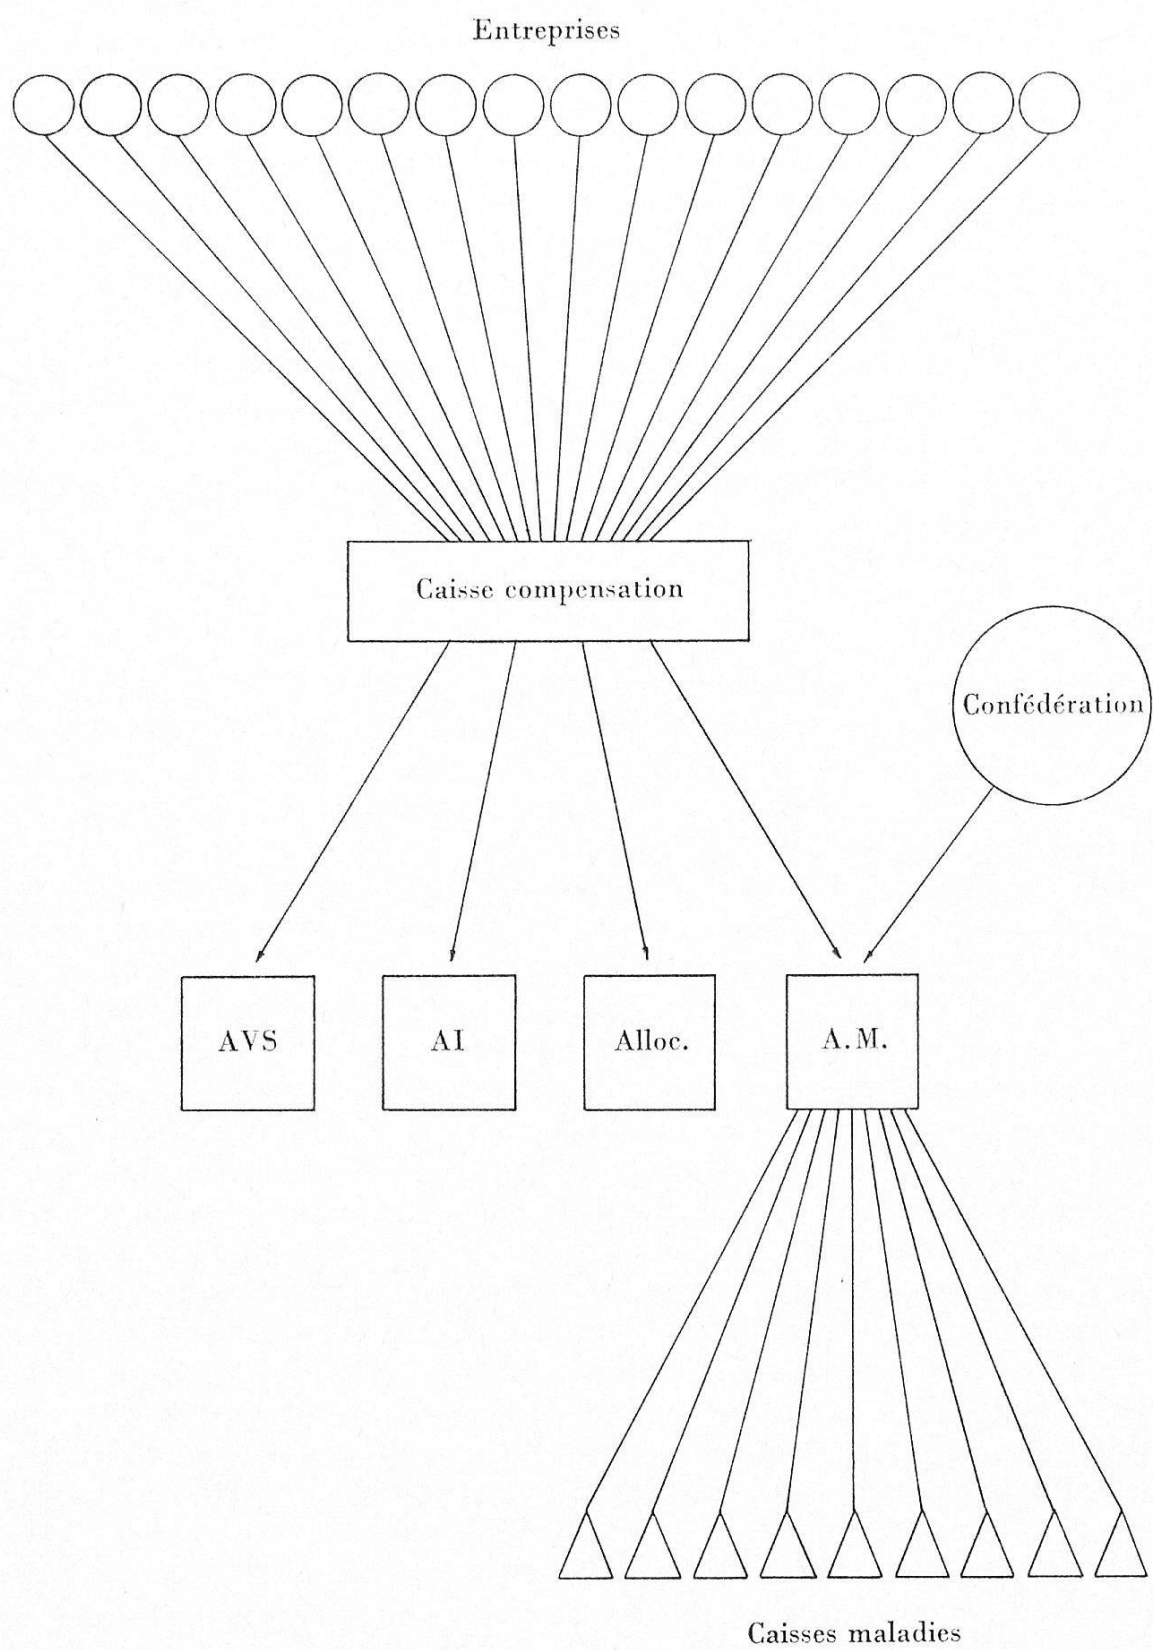 Entreprises
Caisse compensation
Confédération
AVS
AI
Alloc.
A.M.
Caisses maladies